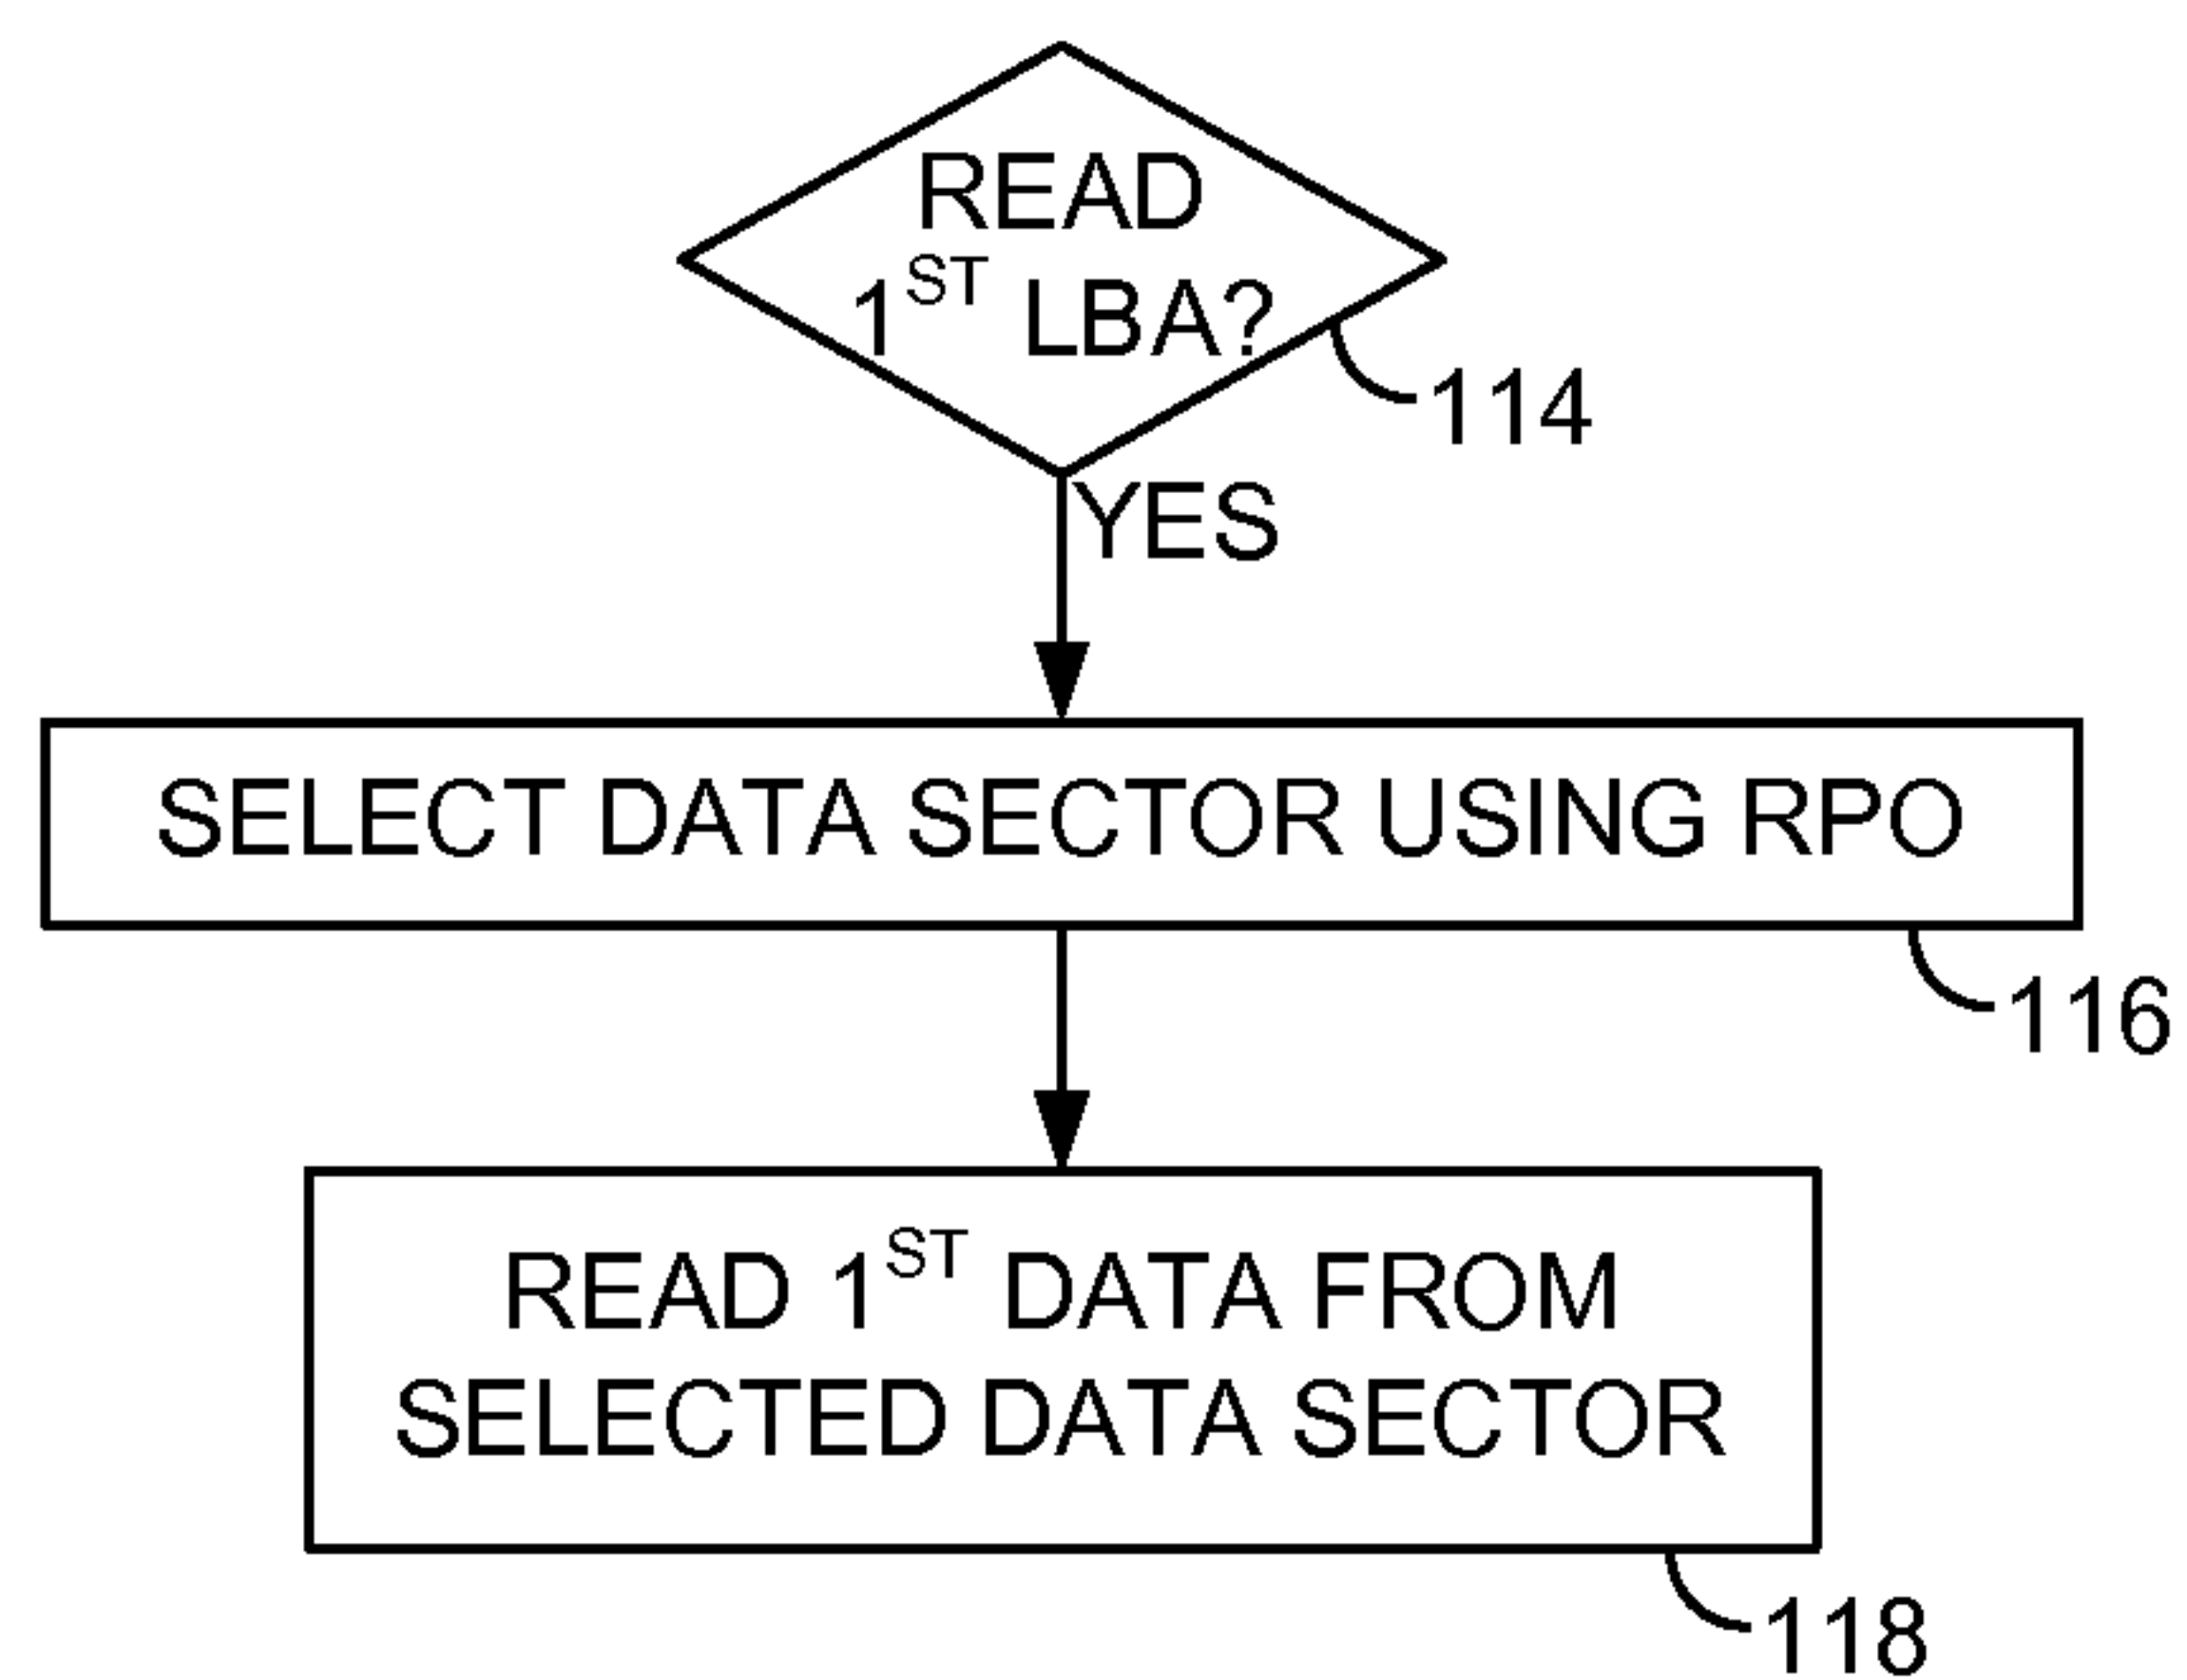 READ
1ST LBA?
114
YES
SELECT DATA SECTOR USING RPO
116
READ 1ST DATA FROM
SELECTED DATA SECTOR
118